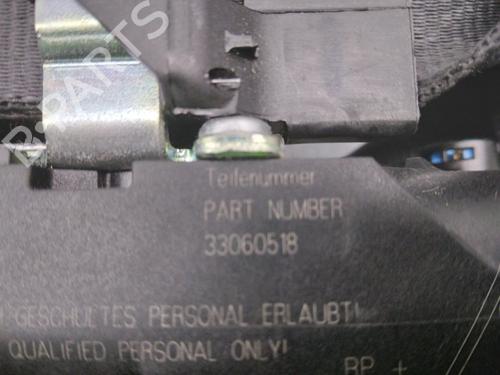 B-PARTS
Teilenummer
PART NUMBER
33060518
GESCHULTES PERSONAL ERLAUBT!
QUALIFIED PERSONAL ONLY!
RP +